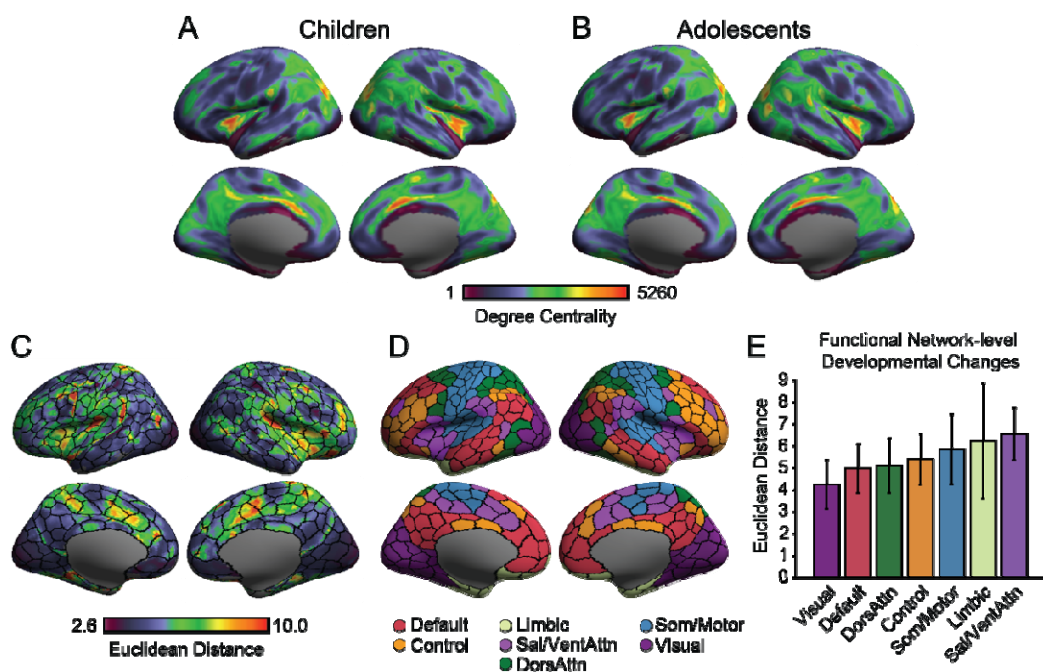 A
Children
B
Adolescents
1
5260
Degree Centrality
C
D
E
Functional Network-level
Developmental Changes
9
8
7
6
5
4
3
2
1
0
Euclidean Distance
Visual
Default
DorsAttn
Control
Som/Motor
Limbic
Sal/VentAttn
2.6
10.0
Euclidean Distance
Default
Limbic
Som/Motor
Control
Sal/VentAttn
Visual
DorsAttn